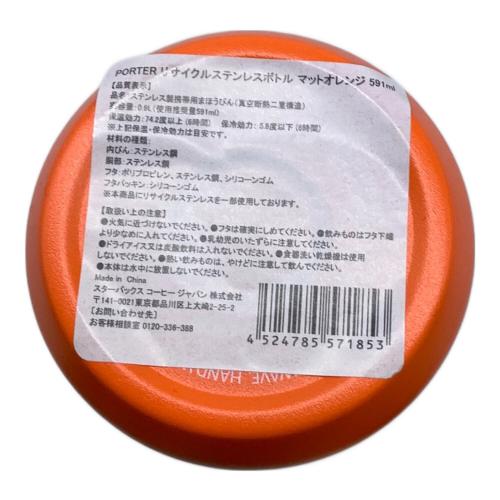 PORTER リサイクルステンレスボトル マットオレンジ 591ml
【品質表示】
品名：ステンレス製携帯用まほうびん（真空断熱二重構造）
実容量：0.6L（使用推奨量591ml）
保温効力：74.2度以上（6時間）　保冷効力：5.8度以下（6時間）
※上記保温・保冷効力は目安です。
材料の種類：
内びん：ステンレス鋼
胴部：ステンレス鋼
フタ：ポリプロピレン、ステンレス鋼、シリコーンゴム
フタパッキン：シリコーンゴム
※本商品にリサイクルステンレスを一部使用しております。
【取扱い上の注意】
●火気に近づけないでください。●フタは確実にしめてください。●飲みものはフタ下端
より少なめに入れてください。●乳幼児のいたずらに注意してください。
●ドライアイス又は炭酸飲料は入れないでください。●食器洗い乾燥機は使用
しないでください。●熱い飲みものは、やけどに注意して飲んでください。
●本体は水中に放置しないでください。
Made in China
スターバックス コーヒー ジャパン 株式会社
〒141-0021東京都品川区上大崎2-25-2
【お問い合わせ先】
お客様相談室 0120-336-388
4 524785 571853
HAND